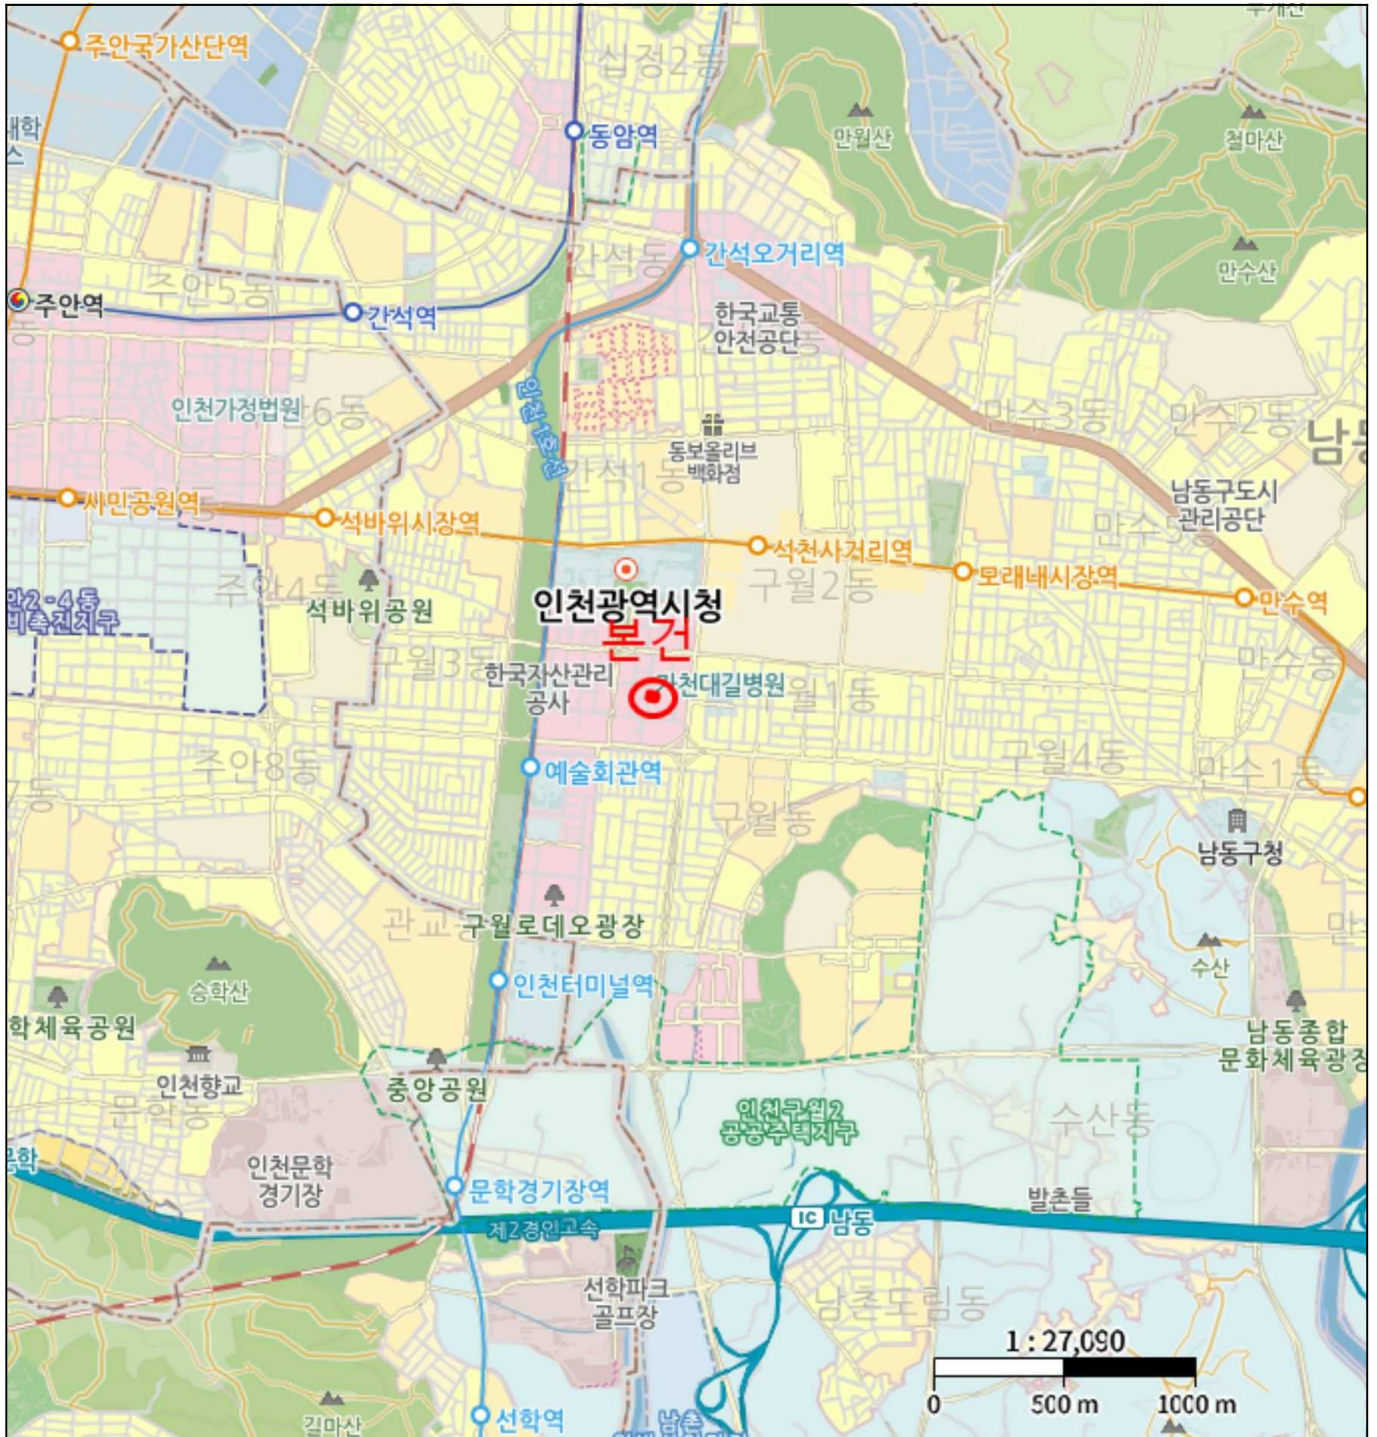 주안국가산단역
십정2동
동암역
만월산
철마산
간석동
간석오거리역
만수산
주안5동
주안역
간석역
한국교통
안전공단
인천가정법원
인천1호선
만수3동
만수2동
동보올리브
백화점
간석1동
남동구도시
관리공단
시민공원역
석바위시장역
석천사거리역
모래내시장역
만수역
구월2동
주안4동
석바위공원
인천광역시청
본건
구월3동
한국자산관리
공사
가천대길병원
구월1동
만수동
주안8동
예술회관역
구월4동
만수1동
구월동
남동구청
관교동
구월로데오광장
수산
승학산
인천터미널역
학체육공원
남동종합
문화체육광장
인천향교
중앙공원
문학동
인천구월2
공공주택지구
수산동
인천문학
경기장
문학경기장역
발촌들
제2경인고속
IC 남동
선학파크
골프장
남촌도림동
1 : 27,090
0 500 m 1000 m
길마산
선학역
남촌